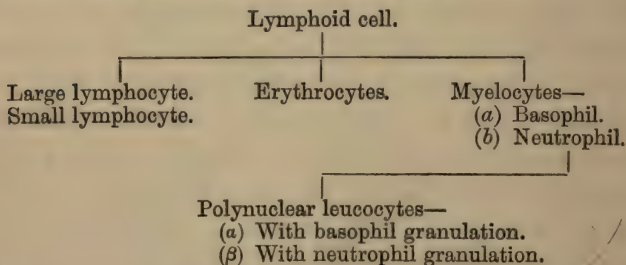 Lymphoid cell.
Large lymphocyte. Erythrocytes. Myelocytes—
Small lymphocyte. (a) Basophil.
(b) Neutrophil.
Polynuclear leucocytes—
(α) With basophil granulation.
(β) With neutrophil granulation.